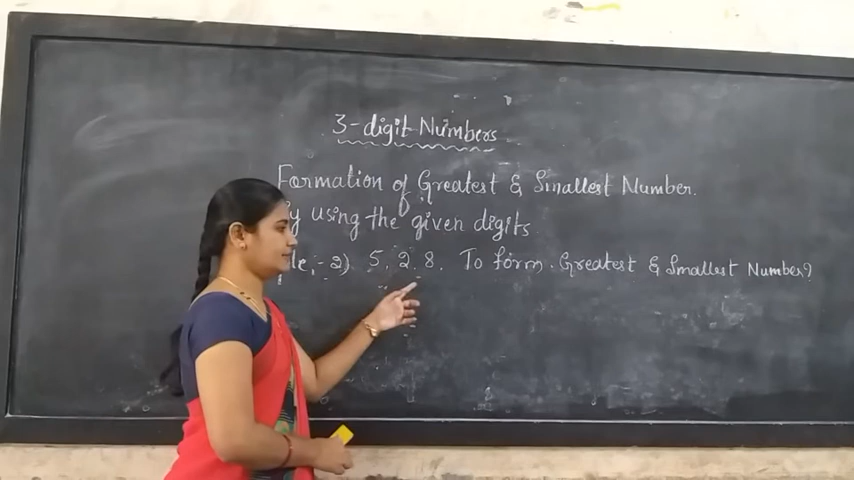 3-digit Numbers
Formation of Greatest & Smallest Number.
using the given digits
2) 5, 2, 8. To form Greatest & Smallest Number?